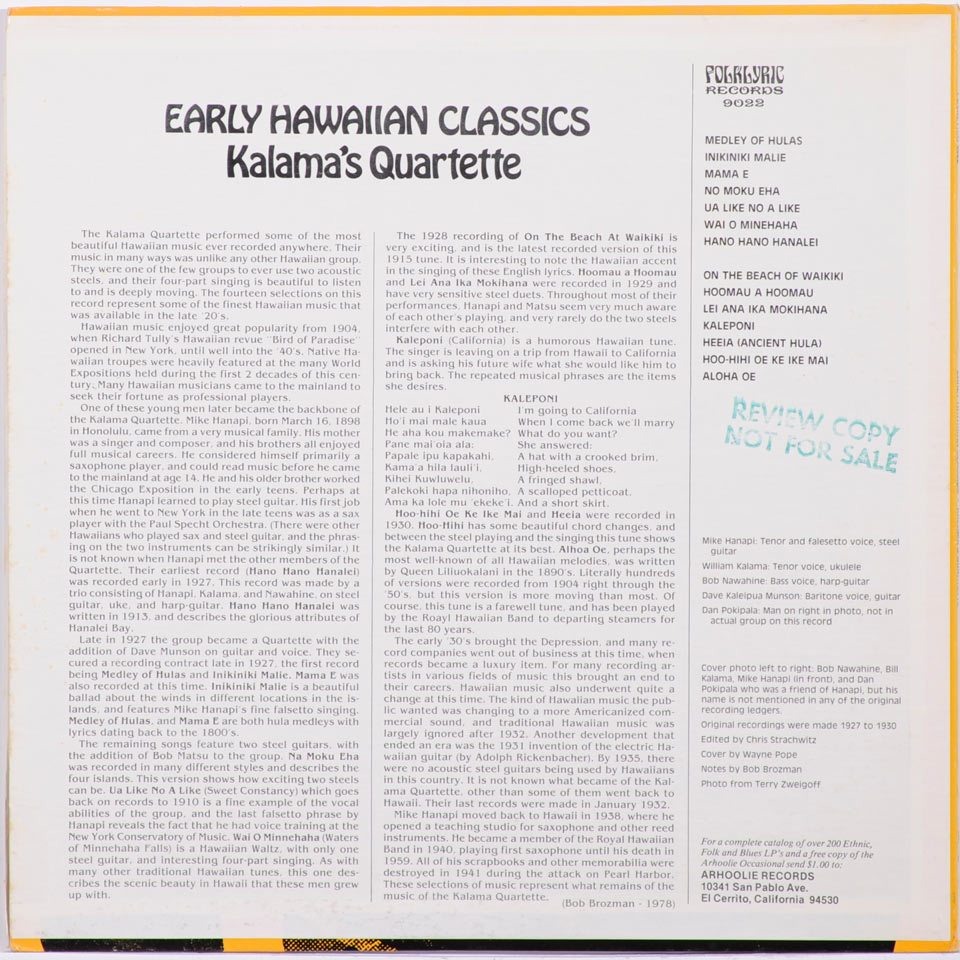 EARLY HAWAIIAN CLASSICS
Kalama's Quartette
The Kalama Quartette performed some of the most
beautiful Hawaiian music ever recorded anywhere. Their
music in many ways was unlike any other Hawaiian group.
They were one of the few groups to ever use two acoustic
steels, and their four-part singing is beautiful to listen
to and is deeply moving. The fourteen selections on this
record represent some of the finest Hawaiian music that
was available in the late '20's.
Hawaiian music enjoyed great popularity from 1904,
when Richard Tully's Hawaiian revue "Bird of Paradise"
opened in New York, until well into the '40's. Native Ha-
waiian troupes were heavily featured at the many World
Expositions held during the first 2 decades of this cen-
tury. Many Hawaiian musicians came to the mainland to
seek their fortune as professional players.
One of these young men later became the backbone of
the Kalama Quartette. Mike Hanapi, born March 16, 1898
in Honolulu, came from a very musical family. His mother
was a singer and composer, and his brothers all enjoyed
full musical careers. He considered himself primarily a
saxophone player, and could read music before he came
to the mainland at age 14. He and his older brother worked
the Chicago Exposition in the early teens. Perhaps at
this time Hanapi learned to play steel guitar. His first job
when he went to New York in the late teens was as a sax
player with the Paul Specht Orchestra. (There were other
Hawaiians who played sax and steel guitar, and the phras-
ing on the two instruments can be strikingly similar.) It
is not known when Hanapi met the other members of the
Quartette. Their earliest record (Hano Hano Hanalei)
was recorded early in 1927. This record was made by a
trio consisting of Hanapi, Kalama, and Nawahine, on steel
guitar, uke, and harp-guitar. Hano Hano Hanalei was
written in 1913, and describes the glorious attributes of
Hanalei Bay.
Late in 1927 the group became a Quartette with the
addition of Dave Munson on guitar and voice. They se-
cured a recording contract late in 1927, the first record
being Medley of Hulas and Inikiniki Malie. Mama E was
also recorded at this time. Inikiniki Malie is a beautiful
ballad about the winds in different locations in the is-
lands, and features Mike Hanapi's fine falsetto singing.
Medley of Hulas, and Mama E are both hula medleys with
lyrics dating back to the 1800's.
The remaining songs feature two steel guitars, with
the addition of Bob Matsu to the group. Na Moku Eha
was recorded in many different styles and describes the
four islands. This version shows how exciting two steels
can be. Ua Like No A Like (Sweet Constancy) which goes
back on records to 1910 is a fine example of the vocal
abilities of the group, and the last falsetto phrase by
Hanapi reveals the fact that he had voice training at the
New York Conservatory of Music. Wai O Minnehaha (Waters
of Minnehaha Falls) is a Hawaiian Waltz, with only one
steel guitar, and interesting four-part singing. As with
many other traditional Hawaiian tunes, this one des-
cribes the scenic beauty in Hawaii that these men grew
up with.
The 1928 recording of On The Beach At Waikiki is
very exciting, and is the latest recorded version of this
1915 tune. It is interesting to note the Hawaiian accent
in the singing of these English lyrics. Hoomau a Hoomau
and Lei Ana Ika Mokihana were recorded in 1929 and
have very sensitive steel duets. Throughout most of their
performances, Hanapi and Matsu seem very much aware
of each other's playing, and very rarely do the two steels
interfere with each other.
Kaleponi (California) is a humorous Hawaiian tune.
The singer is leaving on a trip from Hawaii to California
and is asking his future wife what she would like him to
bring back. The repeated musical phrases are the items
she desires.
KALEPONI
Hele au i Kaleponi I'm going to California
Ho'i mai male kaua When I come back we'll marry
He aha kou makemake? What do you want?
Pane mai'oia ala: She answered:
Papale ipu kapakahi, A hat with a crooked brim,
Kama'a hila lauli'i, High-heeled shoes,
Kihei Kuwluwelu, A fringed shawl,
Palekoki hapa nihoniho, A scalloped petticoat,
Ama ka lole mu 'ekeke'i. And a short skirt.
Hoo-hihi Oe Ke Ike Mai and Heeia were recorded in
1930. Hoo-Hihi has some beautiful chord changes, and
between the steel playing and the singing this tune shows
the Kalama Quartette at its best. Alhoa Oe, perhaps the
most well-known of all Hawaiian melodies, was written
by Queen Liliuokalani in the 1890's. Literally hundreds
of versions were recorded from 1904 right through the
'50's, but this version is more moving than most. Of
course, this tune is a farewell tune, and has been played
by the Roayl Hawaiian Band to departing steamers for
the last 80 years.
The early '30's brought the Depression, and many re-
cord companies went out of business at this time, when
records became a luxury item. For many recording ar-
tists in various fields of music this brought an end to
their careers. Hawaiian music also underwent quite a
change at this time. The kind of Hawaiian music the pub-
lic wanted was changing to a more Americanized com-
mercial sound, and traditional Hawaiian music was
largely ignored after 1932. Another development that
ended an era was the 1931 invention of the electric Ha-
waiian guitar (by Adolph Rickenbacher). By 1935, there
were no acoustic steel guitars being used by Hawaiians
in this country. It is not known what became of the Kal-
ama Quartette, other than some of them went back to
Hawaii. Their last records were made in January 1932.
Mike Hanapi moved back to Hawaii in 1938, where he
opened a teaching studio for saxophone and other reed
instruments. He became a member of the Royal Hawaiian
Band in 1940, playing first saxophone until his death in
1959. All of his scrapbooks and other memorabilia were
destroyed in 1941 during the attack on Pearl Harbor.
These selections of music represent what remains of the
music of the Kalama Quartette.
(Bob Brozman - 1978)
POLKLYRIC
RECORDS
9022
MEDLEY OF HULAS
INIKINIKI MALIE
MAMA E
NO MOKU EHA
UA LIKE NO A LIKE
WAI O MINEHAHA
HANO HANO HANALEI
ON THE BEACH OF WAIKIKI
HOOMAU A HOOMAU
LEI ANA IKA MOKIHANA
KALEPONI
HEEIA (ANCIENT HULA)
HOO-HIHI OE KE IKE MAI
ALOHA OE
REVIEW COPY
NOT FOR SALE
Mike Hanapi: Tenor and falesetto voice, steel
guitar
William Kalama: Tenor voice, ukulele
Bob Nawahine: Bass voice, harp-guitar
Dave Kaleipua Munson: Baritone voice, guitar
Dan Pokipala: Man on right in photo, not in
actual group on this record
Cover photo left to right: Bob Nawahine, Bill
Kalama, Mike Hanapi (in front), and Dan
Pokipala who was a friend of Hanapi, but his
name is not mentioned in any of the original
recording ledgers.
Original recordings were made 1927 to 1930
Edited by Chris Strachwitz
Cover by Wayne Pope
Notes by Bob Brozman
Photo from Terry Zweigoff
For a complete catalog of over 200 Ethnic,
Folk and Blues LP's and a free copy of the
Arhoolie Occasional send $1.00 to:
ARHOOLIE RECORDS
10341 San Pablo Ave.
El Cerrito, California 94530